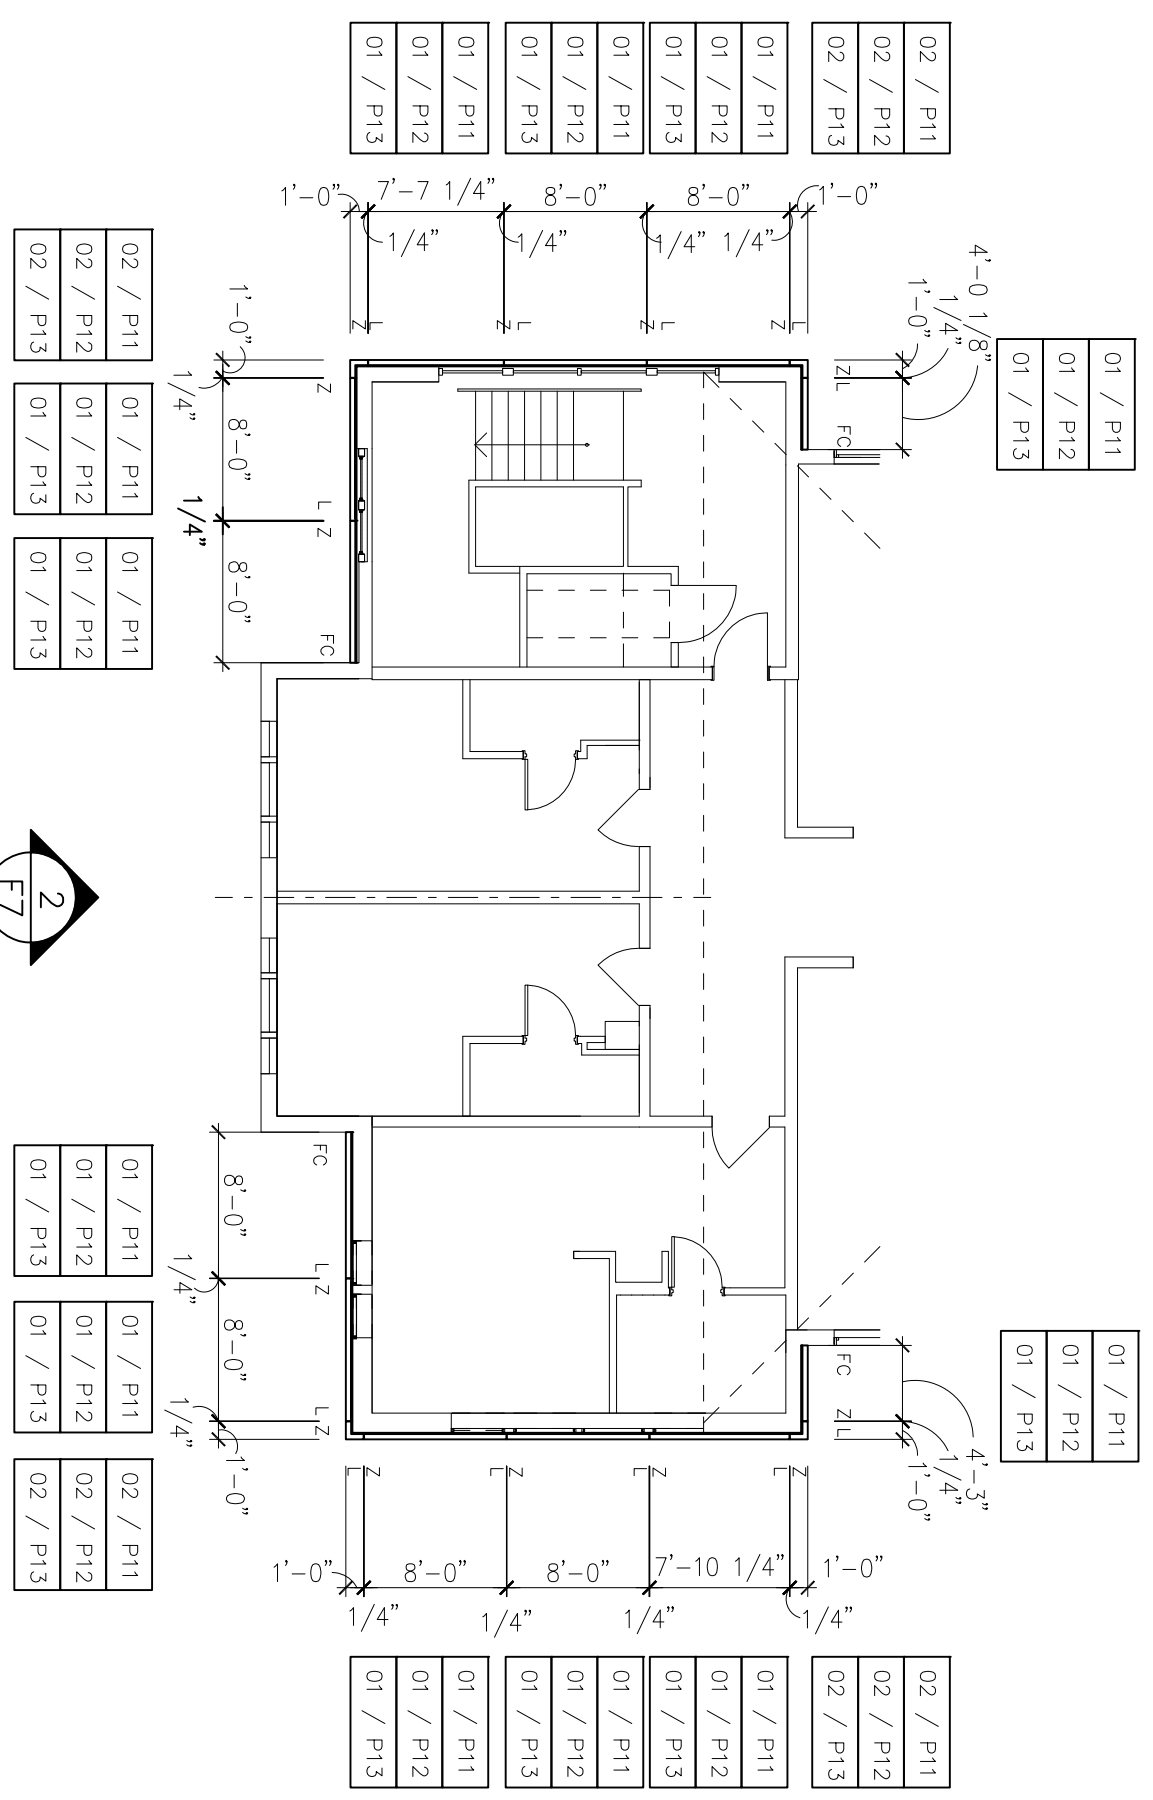 02 / P11
02 / P12
02 / P13
01 / P11
01 / P12
01 / P13
01 / P11
01 / P12
01 / P13
01 / P11
01 / P12
01 / P13
1'-0"
7'-7 1/4"
8'-0"
8'-0"
1'-0"
1/4"
1/4"
1/4"
1/4"
L
Z
L
Z
L
Z
L
Z
4'-0 1/8"
1/4"
1'-0"
Z
L
FC
01 / P11
01 / P12
01 / P13
02 / P11
02 / P12
02 / P13
01 / P11
01 / P12
01 / P13
01 / P11
01 / P12
01 / P13
1'-0"
1/4"
8'-0"
1/4"
8'-0"
Z
L
Z
FC
2
F7
01 / P11
01 / P12
01 / P13
01 / P11
01 / P12
01 / P13
02 / P11
02 / P12
02 / P13
FC
8'-0"
L
Z
1/4"
8'-0"
L
Z
1/4"
1'-0"
01 / P11
01 / P12
01 / P13
FC
Z
L
4'-3"
1/4"
1'-0"
Z
L
Z
L
Z
L
Z
L
1'-0"
8'-0"
8'-0"
7'-10 1/4"
1'-0"
1/4"
1/4"
1/4"
1/4"
02 / P11
02 / P12
02 / P13
01 / P11
01 / P12
01 / P13
01 / P11
01 / P12
01 / P13
01 / P11
01 / P12
01 / P13